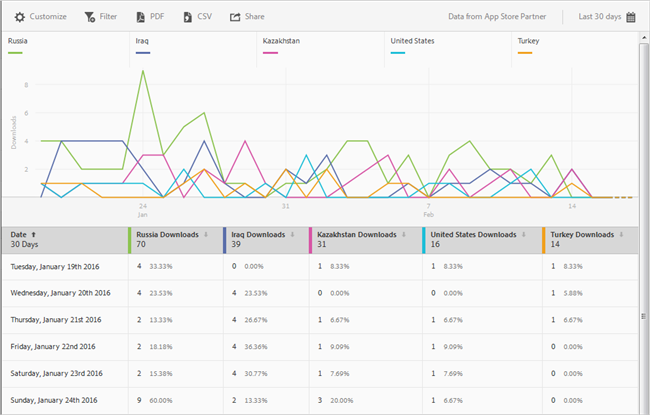 Customize Filter PDF CSV Share Data from App Store Partner Last 30 days
Russia Iraq Kazakhstan United States Turkey
8
6
4
2
Downloads
24 31 7 14
Jan Feb
Date Russia Downloads Iraq Downloads Kazakhstan Downloads United States Downloads Turkey Downloads
30 Days 70 39 31 16 14
Tuesday, January 19th 2016 4 33.33% 0 0.00% 1 8.33% 1 8.33% 1 8.33%
Wednesday, January 20th 2016 4 23.53% 4 23.53% 0 0.00% 0 0.00% 1 5.88%
Thursday, January 21st 2016 2 13.33% 4 26.67% 1 6.67% 1 6.67% 1 6.67%
Friday, January 22nd 2016 2 18.18% 4 36.36% 1 9.09% 1 9.09% 0 0.00%
Saturday, January 23rd 2016 2 15.38% 4 30.77% 1 7.69% 1 7.69% 0 0.00%
Sunday, January 24th 2016 9 60.00% 2 13.33% 3 20.00% 1 6.67% 0 0.00%